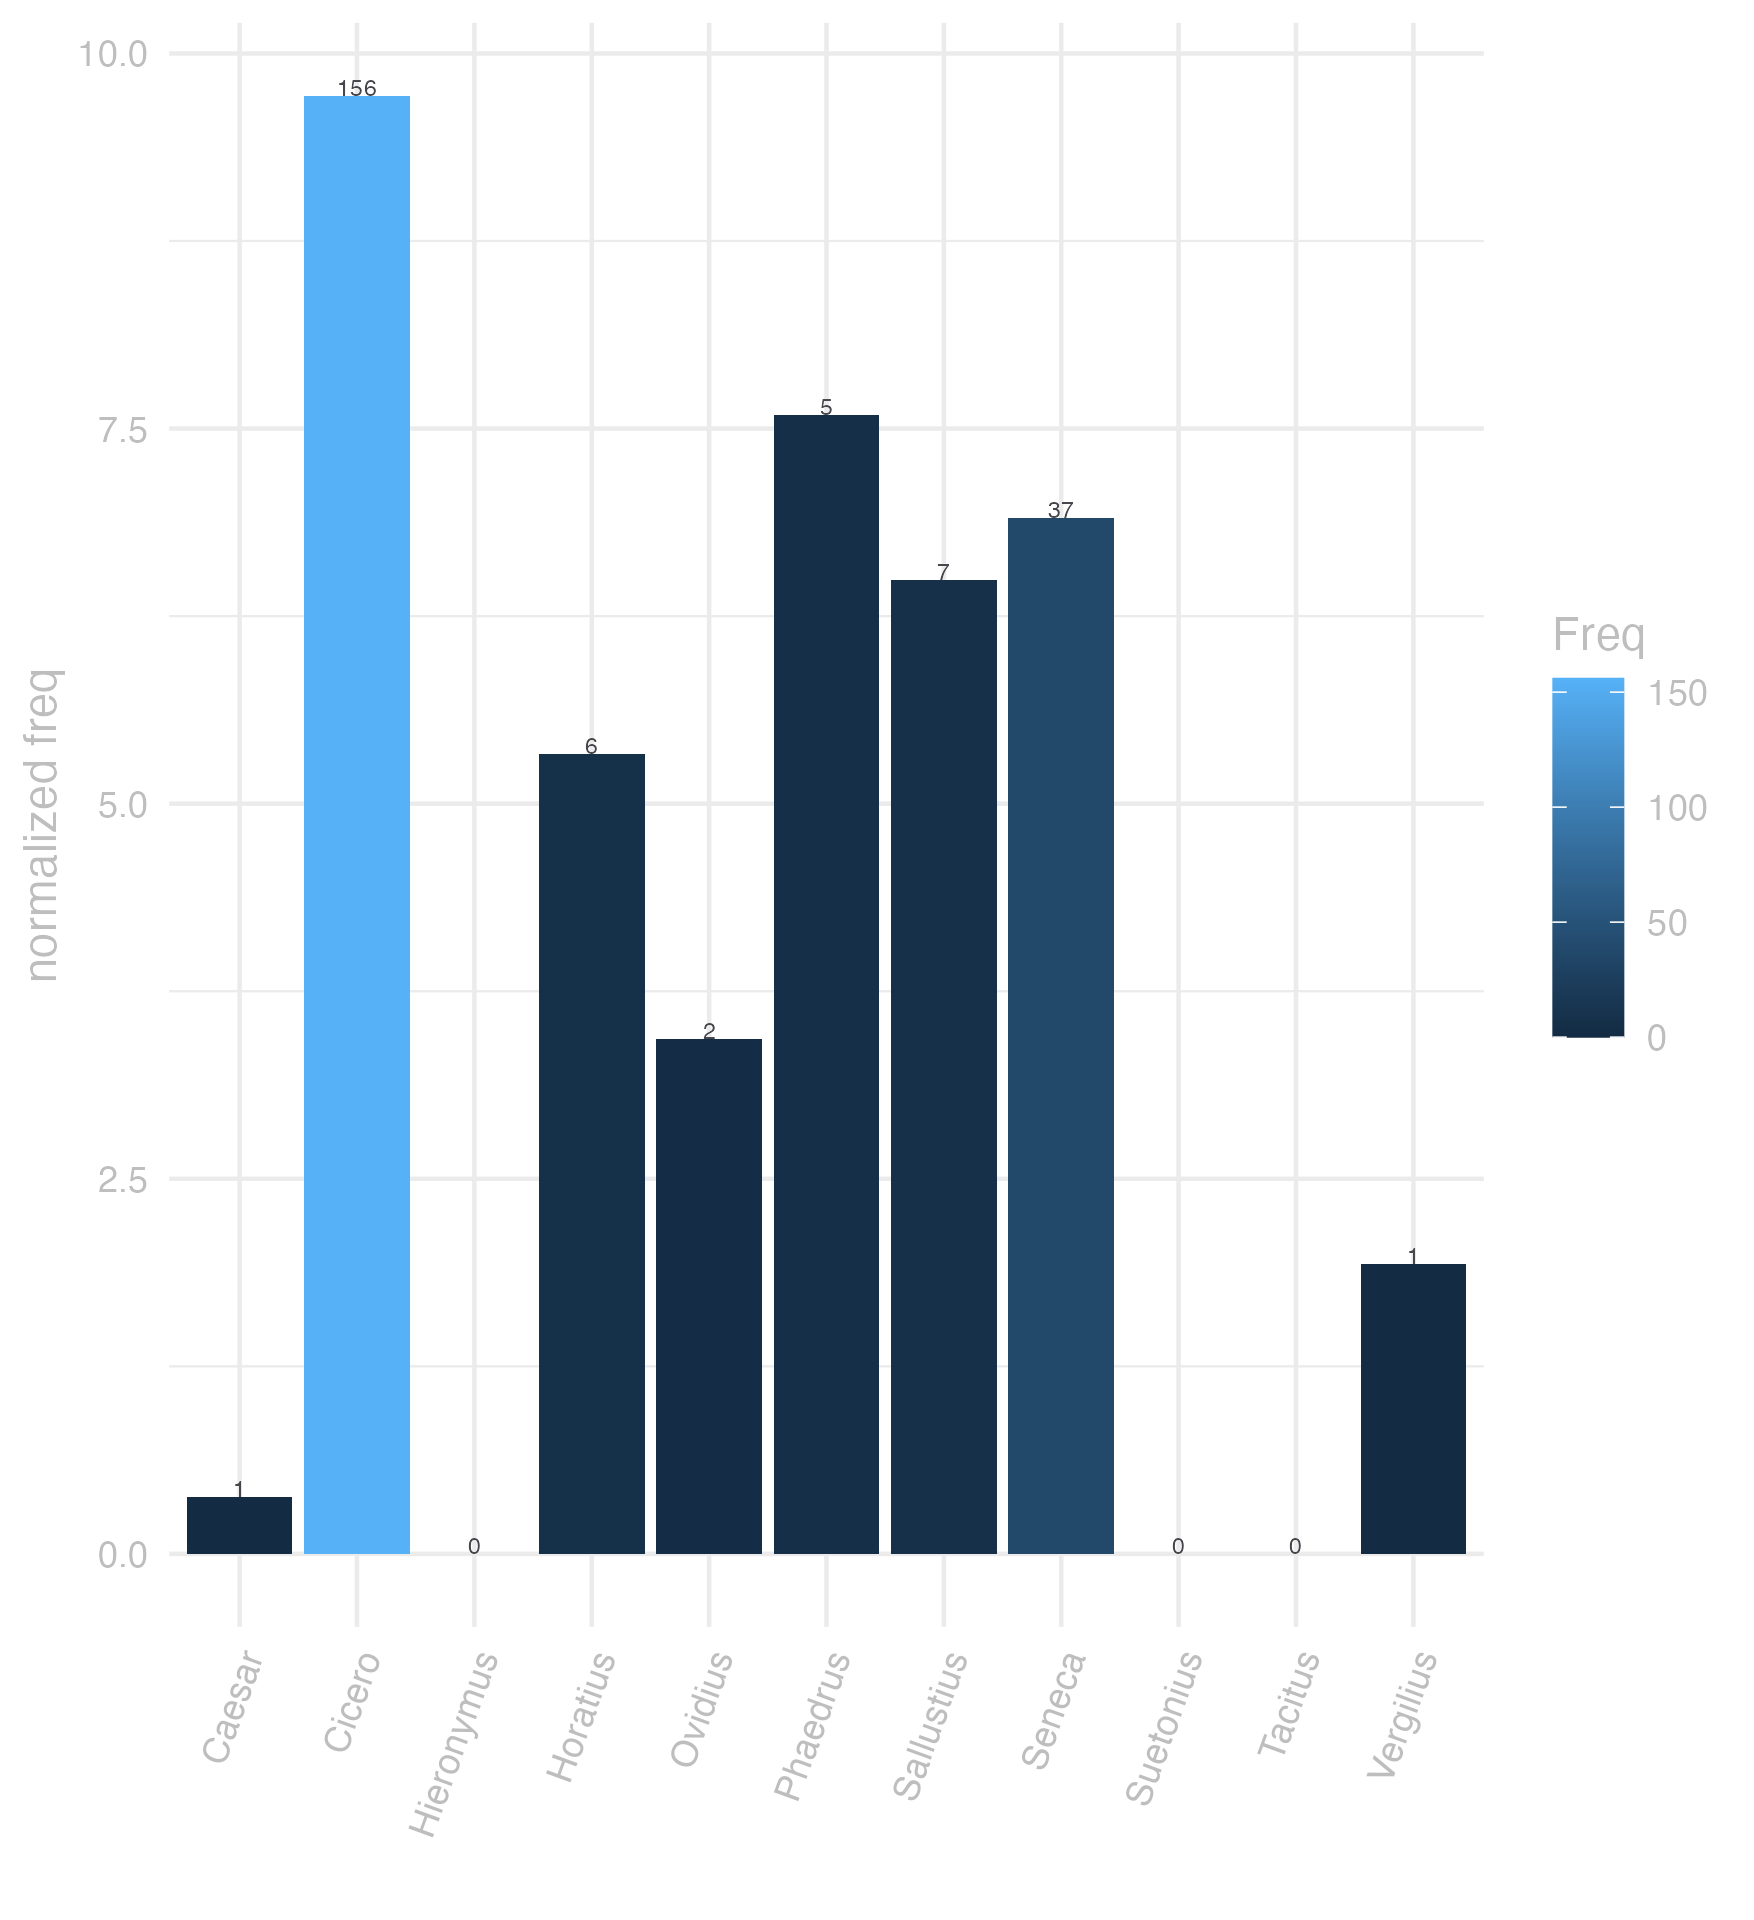 normalized freq
10.0
7.5
5.0
2.5
0.0
156
5
37
7
6
2
1
1
0
0
0
Caesar
Cicero
Hieronymus
Horatius
Ovidius
Phaedrus
Sallustius
Seneca
Suetonius
Tacitus
Vergilius
Freq
150
100
50
0